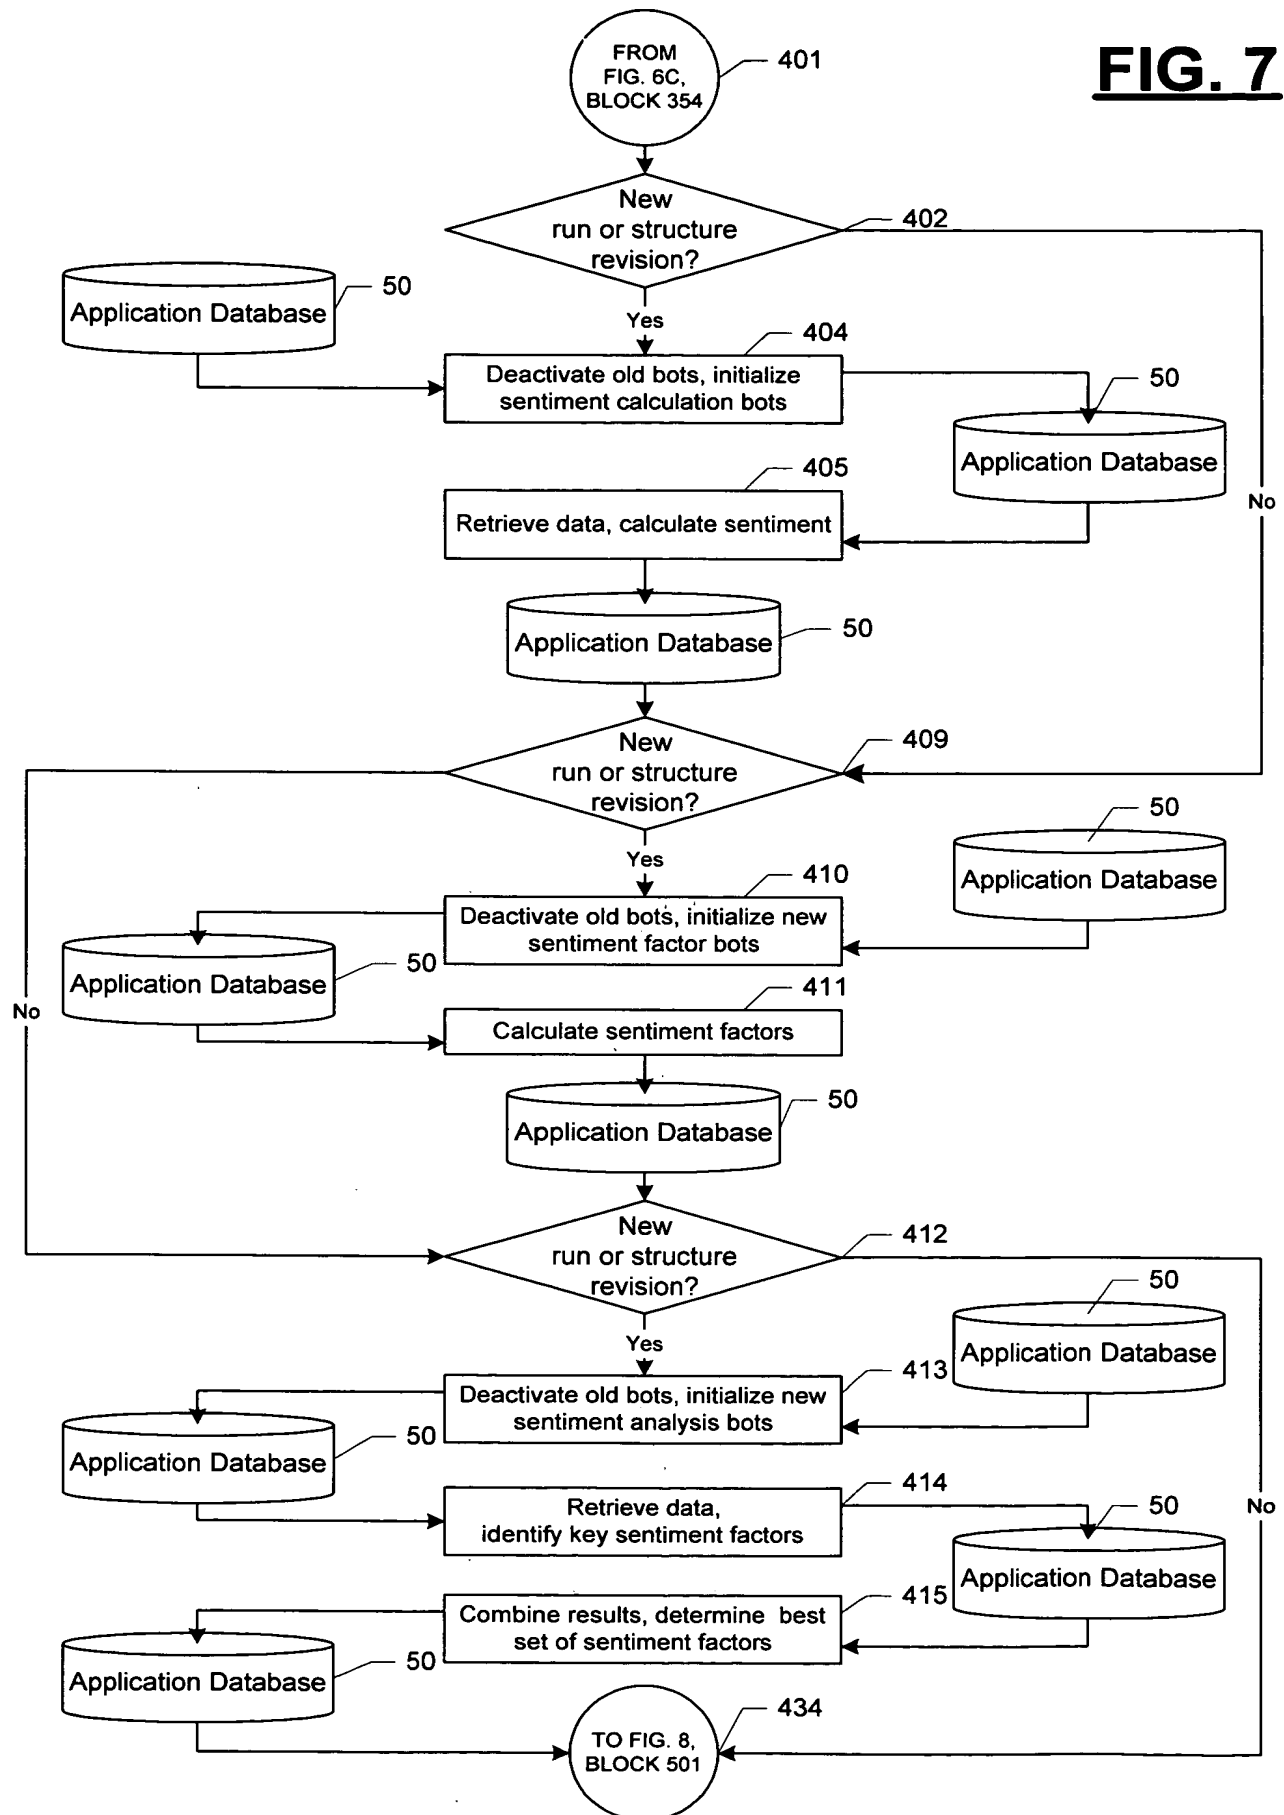 FROM
FIG. 6C,
BLOCK 354
401
FIG. 7
New
run or structure
revision?
402
50
Application Database
Yes
404
Deactivate old bots, initialize
sentiment calculation bots
50
Application Database
405
Retrieve data, calculate sentiment
No
Application Database
50
New
run or structure
revision?
409
50
Application Database
Yes
410
Deactivate old bots, initialize new
sentiment factor bots
50
Application Database
No
411
Calculate sentiment factors
50
Application Database
New
run or structure
revision?
412
50
Application Database
Yes
413
Deactivate old bots, initialize new
sentiment analysis bots
50
Application Database
414
Retrieve data,
identify key sentiment factors
50
No
Application Database
415
Combine results, determine best
set of sentiment factors
50
Application Database
434
TO FIG. 8,
BLOCK 501